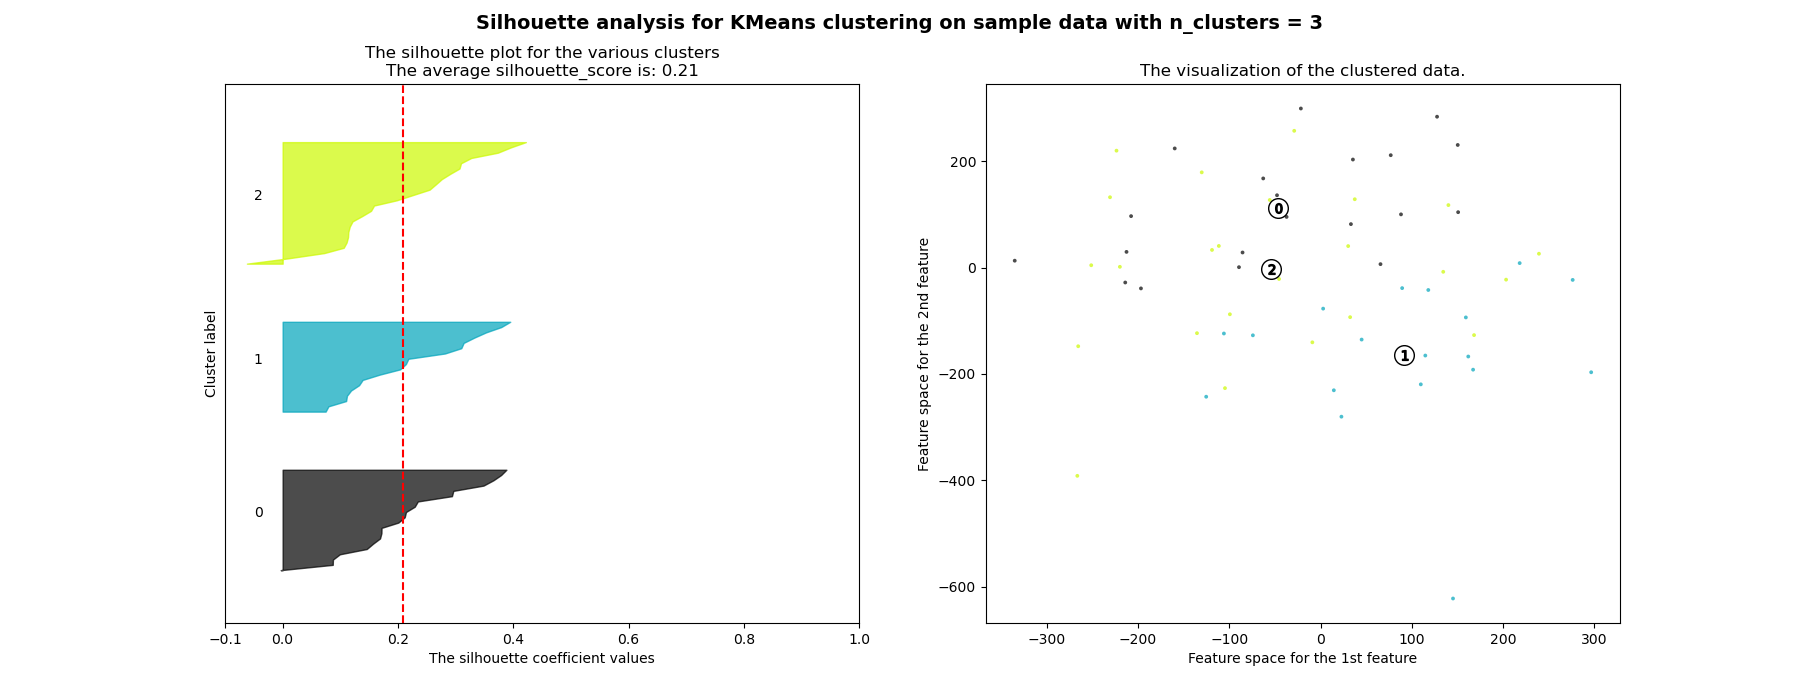 Silhouette analysis for KMeans clustering on sample data with n_clusters = 3
The silhouette plot for the various clusters
The average silhouette_score is: 0.21
Cluster label
2
1
0
−0.1 0.0 0.2 0.4 0.6 0.8 1.0
The silhouette coefficient values
The visualization of the clustered data.
Feature space for the 2nd feature
200
0
−200
−400
−600
0
2
1
−300 −200 −100 0 100 200 300
Feature space for the 1st feature